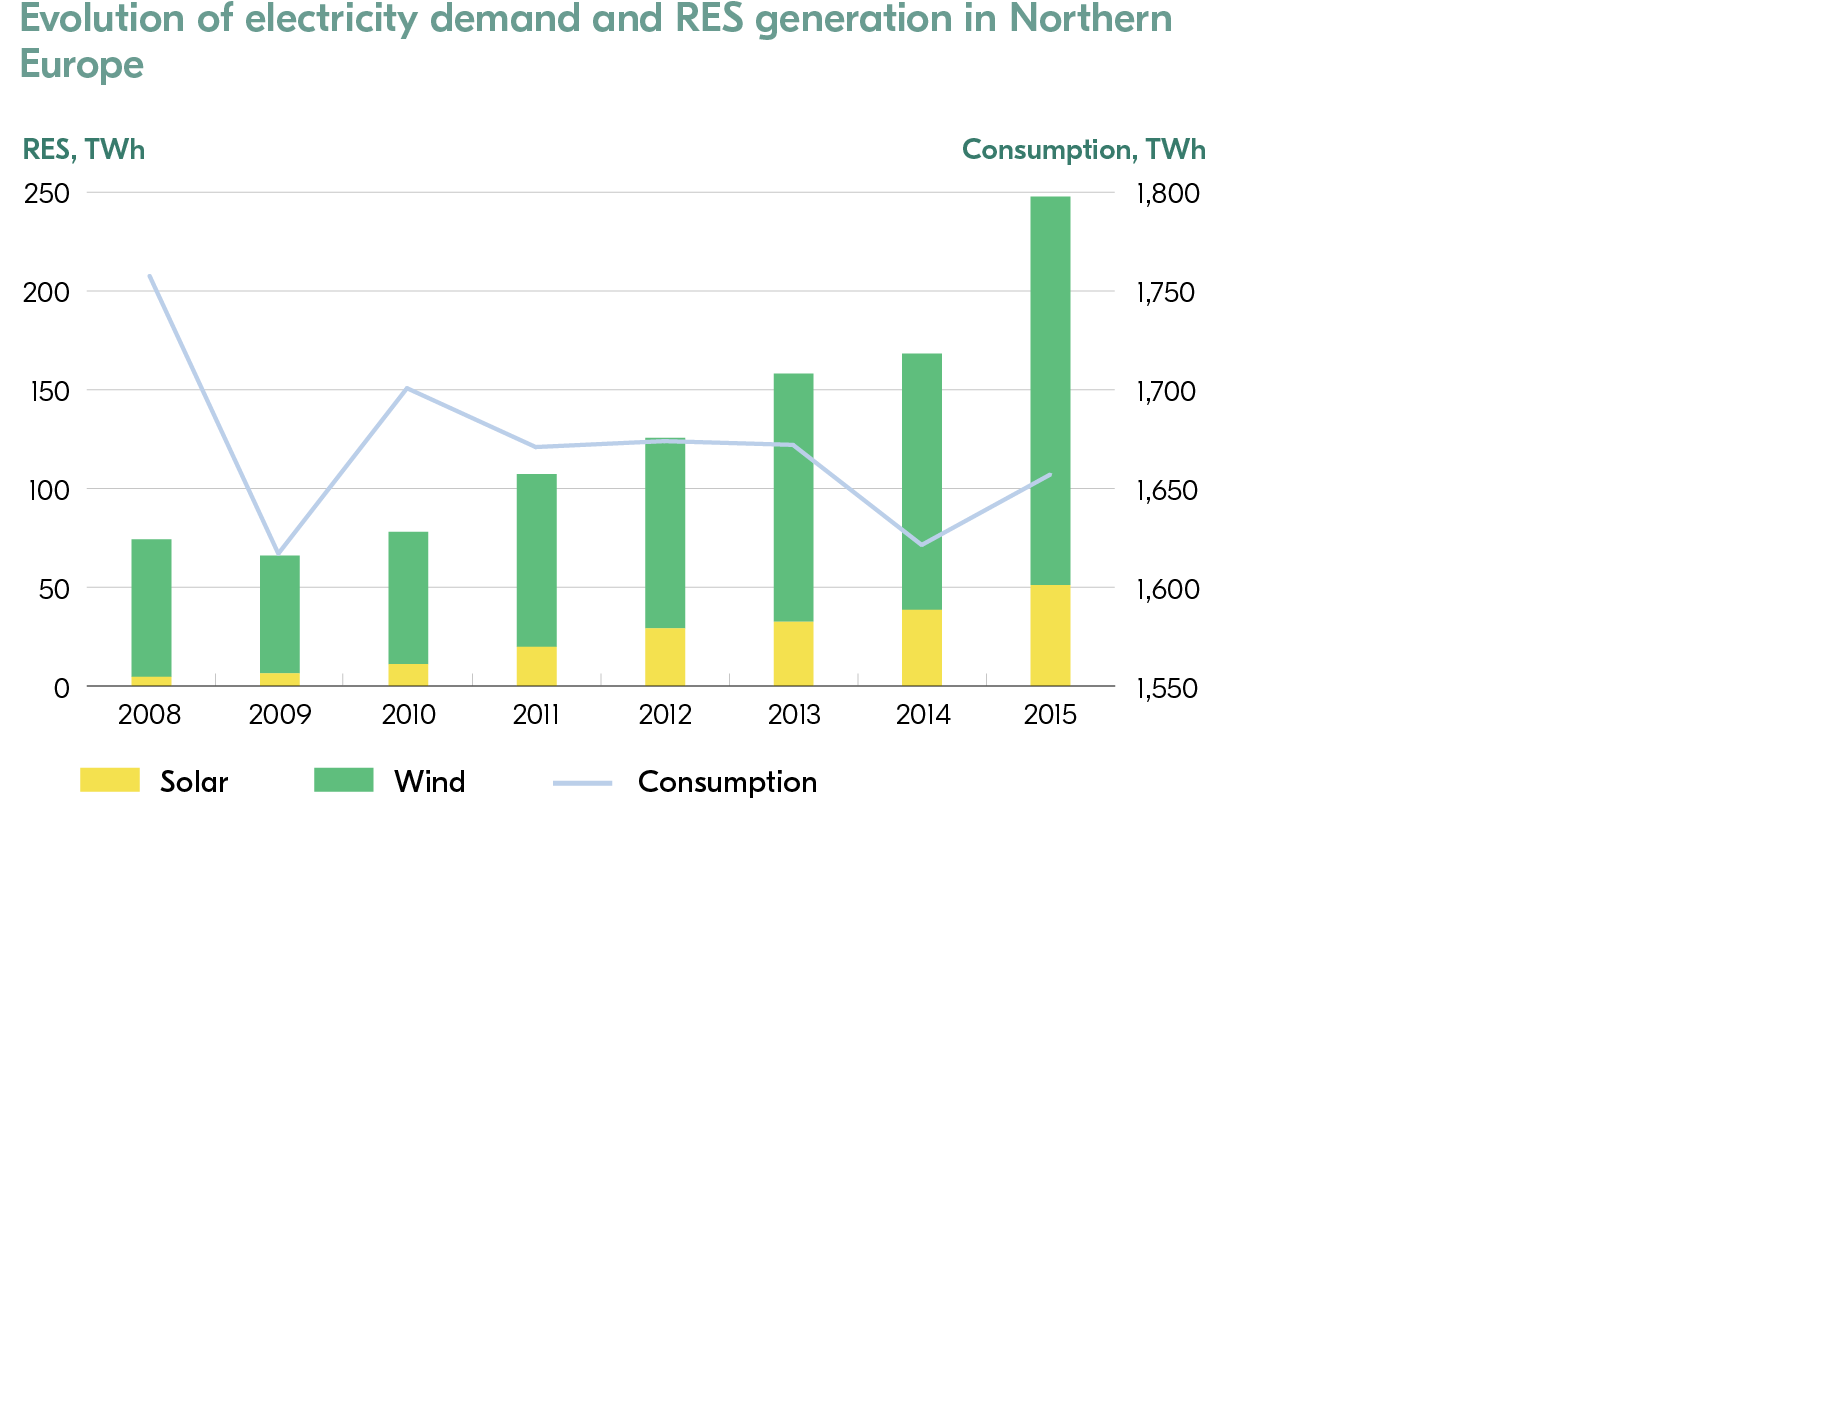 Evolution of electricity demand and RES generation in Northern
Europe
RES, TWh
Consumption, TWh
250
1,800
200
1,750
150
1,700
100
1,650
50
1,600
0
1,550
2008 2009 2010 2011 2012 2013 2014 2015
Solar Wind Consumption